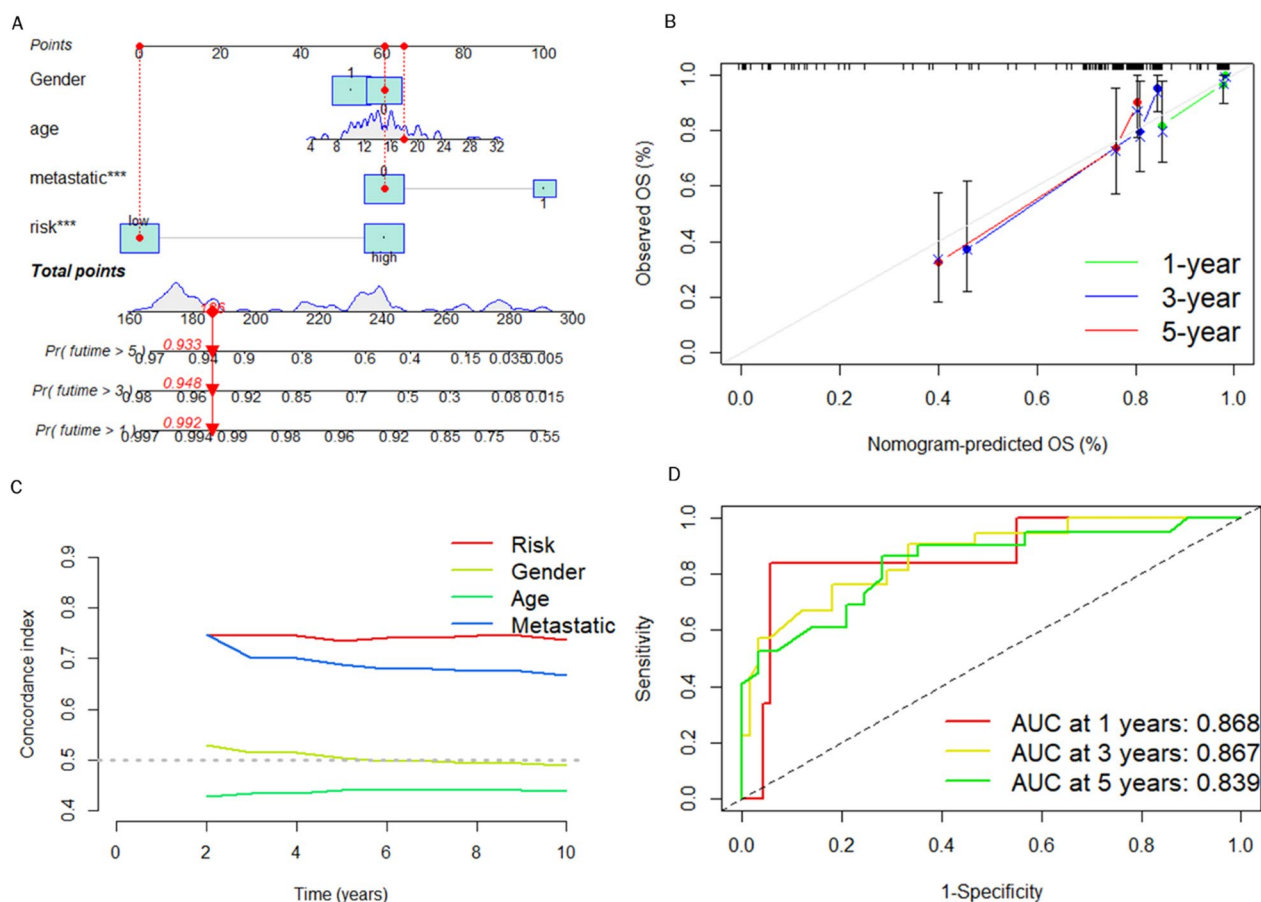 A
Points
0 20 40 60 80 100
Gender
1
0
age
4 8 12 16 20 24 28 32
metastatic***
0
1
risk***
low
high
Total points
186
160 180 200 220 240 260 280 300
Pr( futime > 5 )
0.933
0.97 0.94 0.9 0.8 0.6 0.4 0.15 0.035 0.005
Pr( futime > 3 )
0.948
0.98 0.96 0.92 0.85 0.7 0.5 0.3 0.08 0.015
Pr( futime > 1 )
0.992
0.997 0.994 0.99 0.98 0.96 0.92 0.85 0.75 0.55
B
Observed OS (%)
1.0
0.8
0.6
0.4
0.2
0.0
1-year
3-year
5-year
0.0 0.2 0.4 0.6 0.8 1.0
Nomogram-predicted OS (%)
C
Concordance index
0.9
0.8
0.7
0.6
0.5
0.4
Risk
Gender
Age
Metastatic
0 2 4 6 8 10
Time (years)
D
Sensitivity
1.0
0.8
0.6
0.4
0.2
0.0
AUC at 1 years: 0.868
AUC at 3 years: 0.867
AUC at 5 years: 0.839
0.0 0.2 0.4 0.6 0.8 1.0
1-Specificity